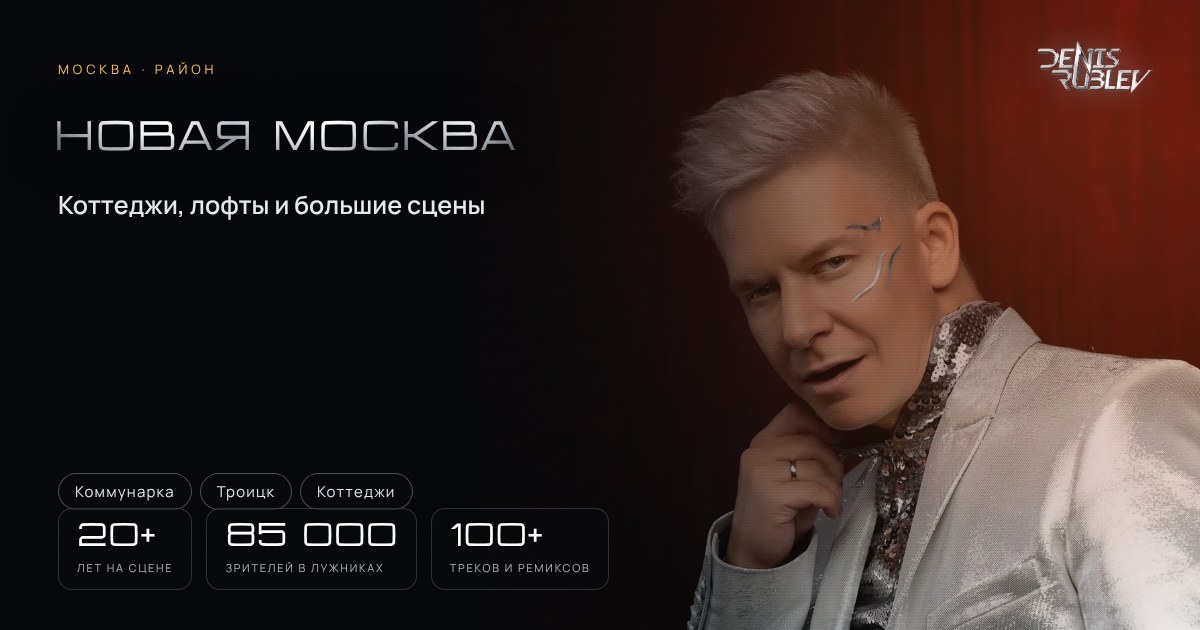 МОСКВА · РАЙОН
DENIS
RUBLEV
НОВАЯ МОСКВА
Коттеджи, лофты и большие сцены
Коммунарка
Троицк
Коттеджи
20+
ЛЕТ НА СЦЕНЕ
85 000
ЗРИТЕЛЕЙ В ЛУЖНИКАХ
100+
ТРЕКОВ И РЕМИКСОВ